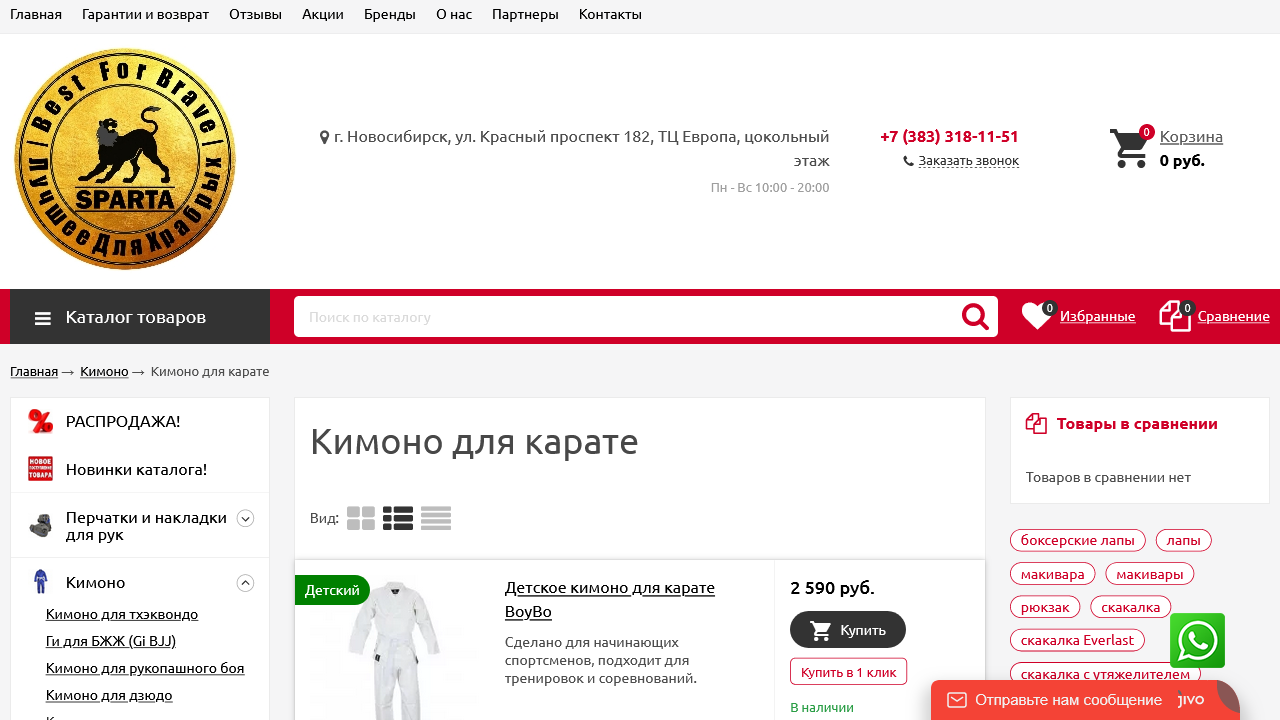 Главная Гарантии и возврат Отзывы Акции Бренды О нас Партнеры Контакты
| Best For Brave |
SPARTA
Лучшее Для Храбрых
г. Новосибирск, ул. Красный проспект 182, ТЦ Европа, цокольный
этаж
Пн - Вс 10:00 - 20:00
+7 (383) 318-11-51
Заказать звонок
0
Корзина
0 руб.
Каталог товаров
Поиск по каталогу
0
Избранные
0
Сравнение
Главная → Кимоно → Кимоно для карате
РАСПРОДАЖА!
НОВОЕ
ПОСТУПЛЕНИЕ
ТОВАРА
Новинки каталога!
Перчатки и накладки
для рук
Кимоно
Кимоно для тхэквондо
Ги для БЖЖ (Gi BJJ)
Кимоно для рукопашного боя
Кимоно для дзюдо
Кимоно для карате
Вид:
Детский
Детское кимоно для карате
BoyBo
Сделано для начинающих
спортсменов, подходит для
тренировок и соревнований.
2 590 руб.
Купить
Купить в 1 клик
В наличии
Товары в сравнении
Товаров в сравнении нет
боксерские лапы
лапы
макивара
макивары
рюкзак
скакалка
скакалка Everlast
скакалка с утяжелителем
Отправьте нам сообщение
jivo